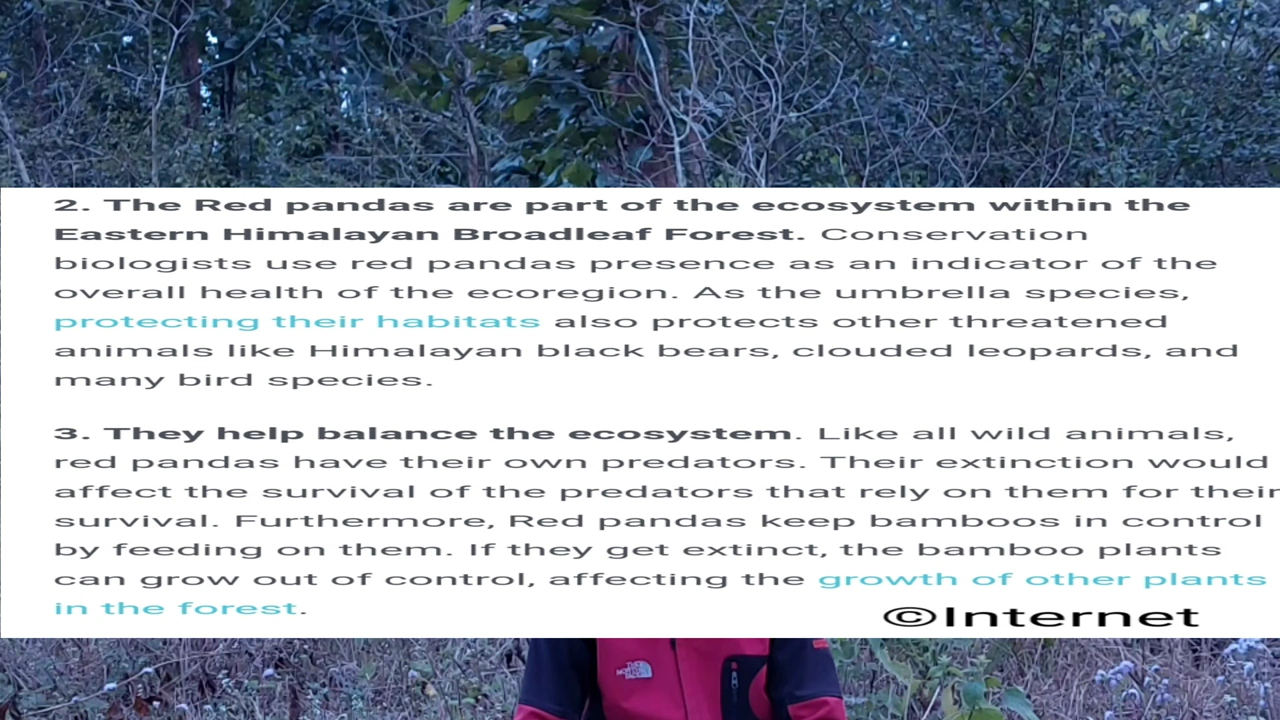 2. The Red pandas are part of the ecosystem within the
Eastern Himalayan Broadleaf Forest. Conservation
biologists use red pandas presence as an indicator of the
overall health of the ecoregion. As the umbrella species,
protecting their habitats also protects other threatened
animals like Himalayan black bears, clouded leopards, and
many bird species.
3. They help balance the ecosystem. Like all wild animals,
red pandas have their own predators. Their extinction would
affect the survival of the predators that rely on them for their
survival. Furthermore, Red pandas keep bamboos in control
by feeding on them. If they get extinct, the bamboo plants
can grow out of control, affecting the growth of other plants
in the forest.
©Internet
THE
NORTH
FACE